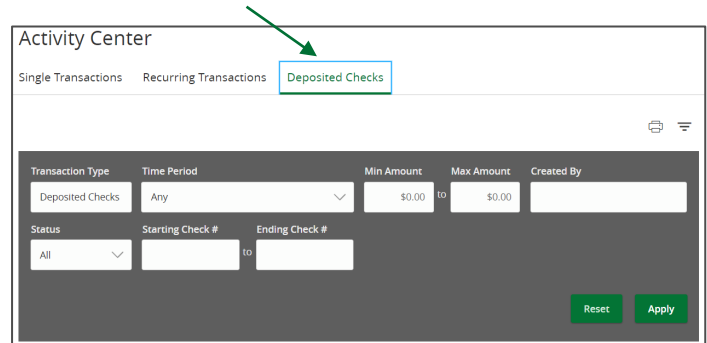 Activity Center
Single Transactions Recurring Transactions Deposited Checks
Transaction Type Time Period Min Amount Max Amount Created By
Deposited Checks Any $0.00 to $0.00
Status Starting Check # Ending Check #
All to
Reset Apply